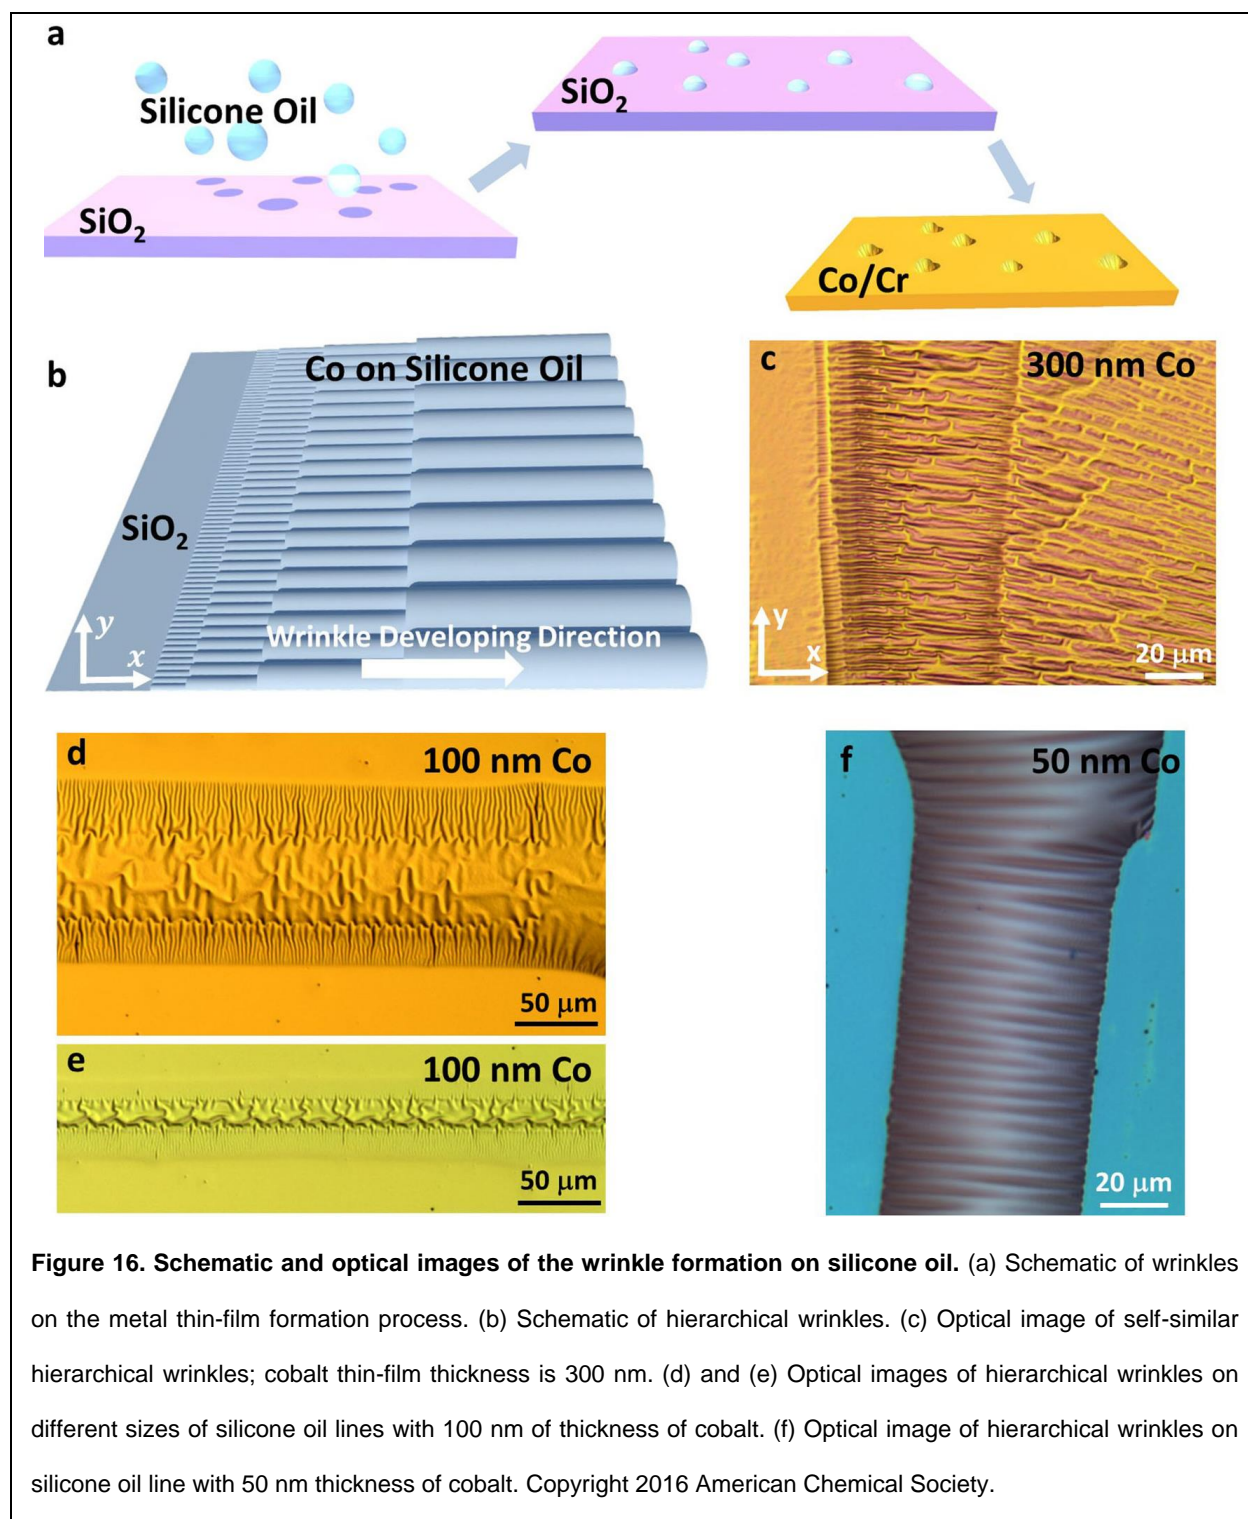 a
Silicone Oil
SiO₂
SiO₂
Co/Cr
b
Co on Silicone Oil
SiO₂
y
x
Wrinkle Developing Direction
c
300 nm Co
y
x
20 μm
d
100 nm Co
50 μm
e
100 nm Co
50 μm
f
50 nm Co
20 μm
Figure 16. Schematic and optical images of the wrinkle formation on silicone oil. (a) Schematic of wrinkles
on the metal thin-film formation process. (b) Schematic of hierarchical wrinkles. (c) Optical image of self-similar
hierarchical wrinkles; cobalt thin-film thickness is 300 nm. (d) and (e) Optical images of hierarchical wrinkles on
different sizes of silicone oil lines with 100 nm of thickness of cobalt. (f) Optical image of hierarchical wrinkles on
silicone oil line with 50 nm thickness of cobalt. Copyright 2016 American Chemical Society.